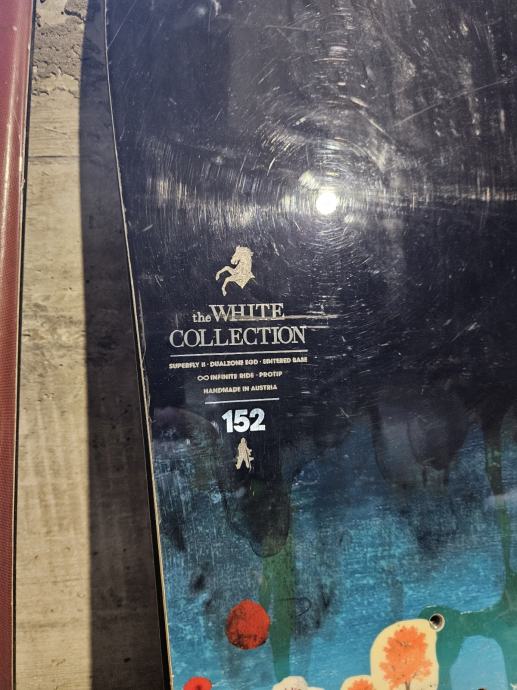 the WHITE
COLLECTION
SUPERFLY II · DUALZONE EGD · SINTERED BASE
∞ INFINITE RIDE · PROTIP
HANDMADE IN AUSTRIA
152